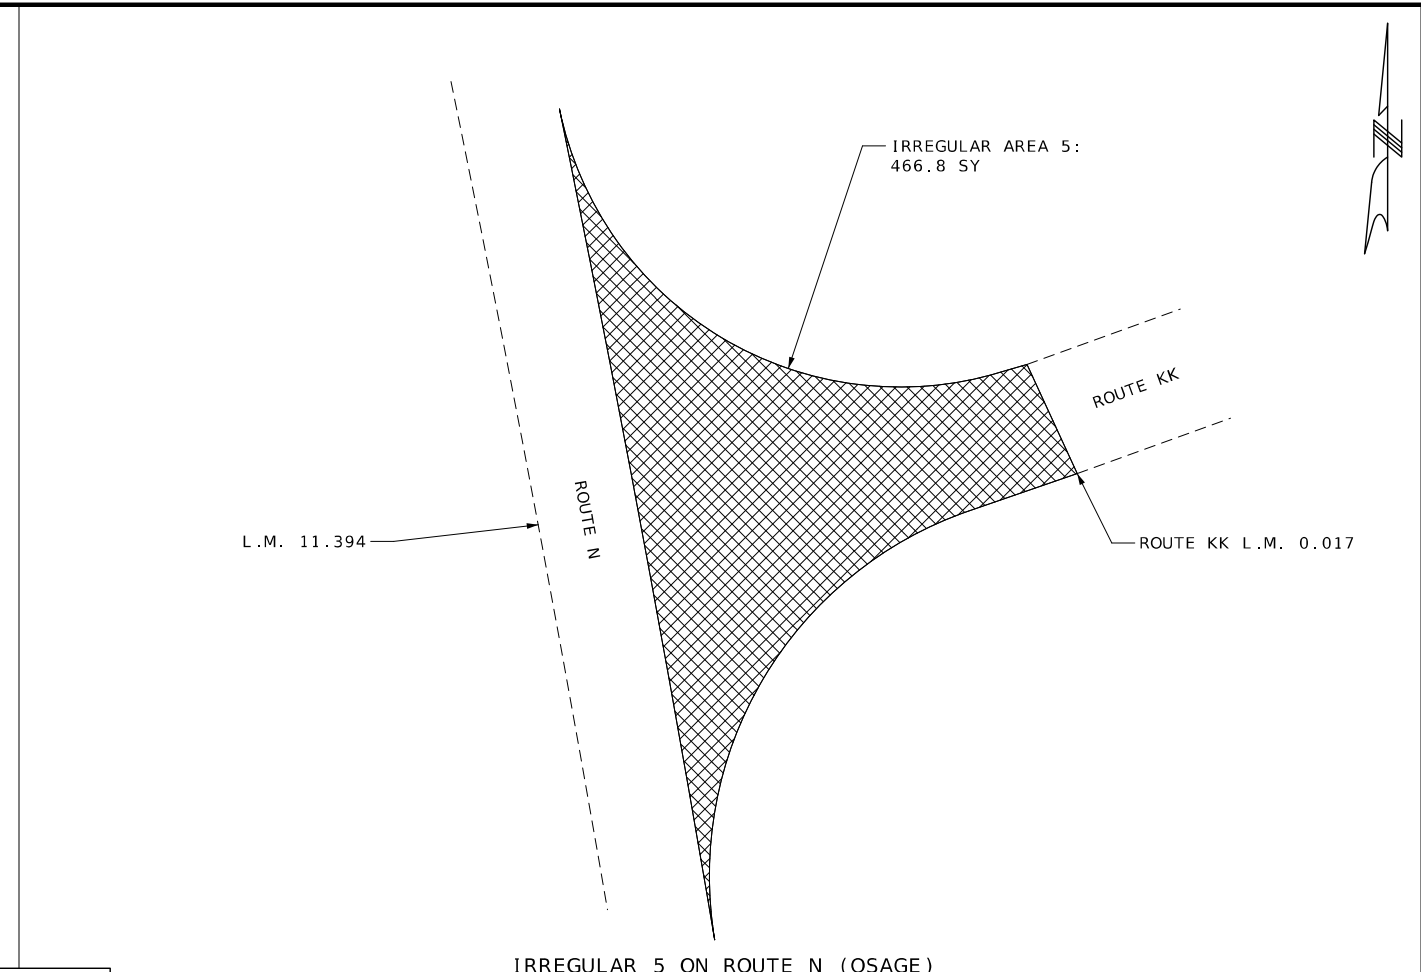 IRREGULAR AREA 5:
466.8 SY
ROUTE KK
ROUTE N
L.M. 11.394
ROUTE KK L.M. 0.017
IRREGULAR 5 ON ROUTE N (OSAGE)